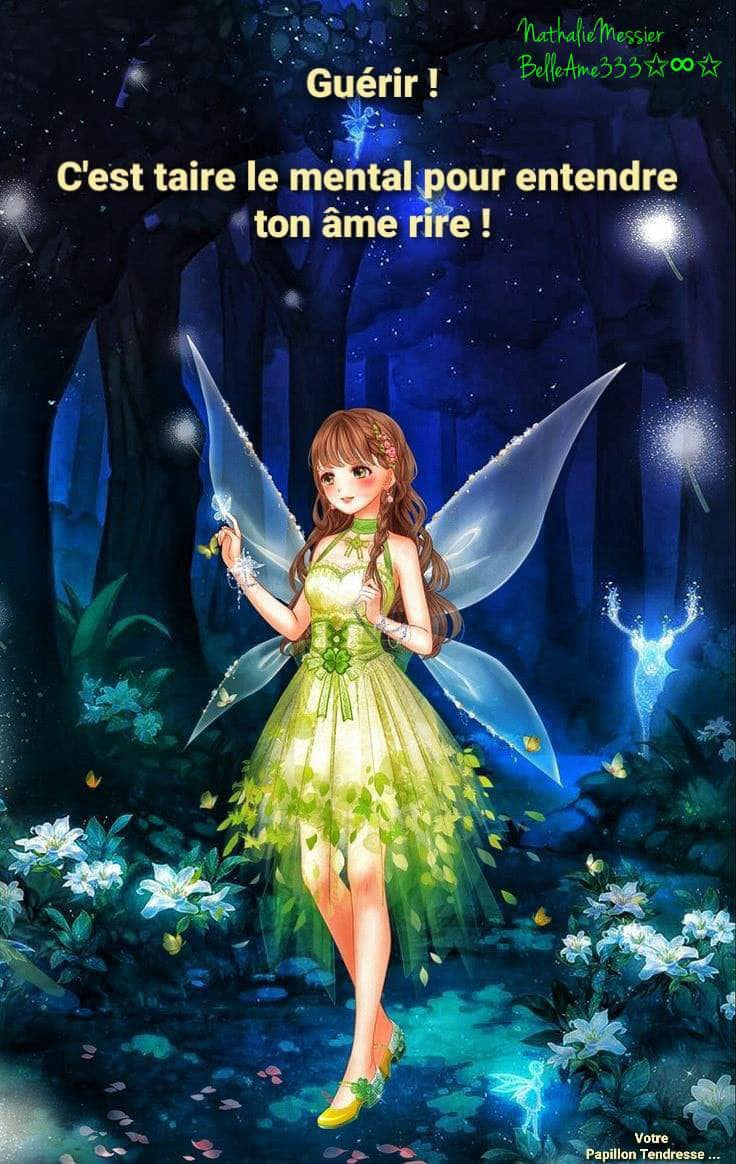 NathalieMessier
BelleAme333☆∞☆
Guérir !
C'est taire le mental pour entendre
ton âme rire !
Votre
Papillon Tendresse ...